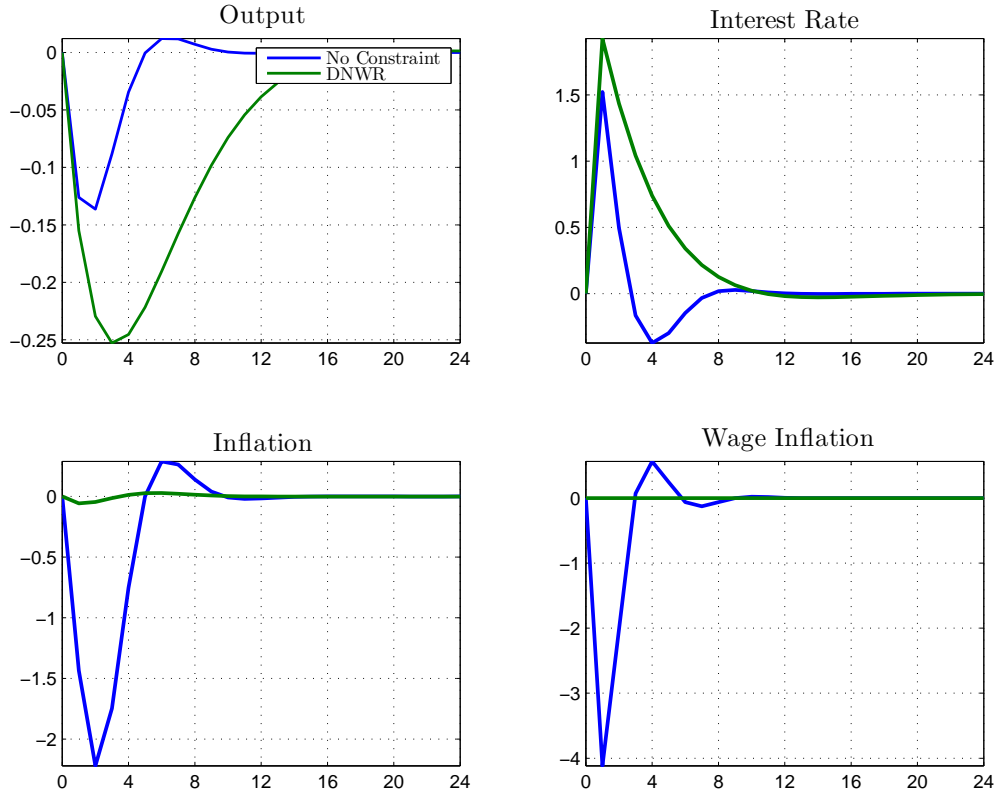 Output
0
−0.05
−0.1
−0.15
−0.2
−0.25
0 4 8 12 16 20 24
No Constraint
DNWR
Interest Rate
1.5
1
0.5
0
0 4 8 12 16 20 24
Inflation
0
−0.5
−1
−1.5
−2
0 4 8 12 16 20 24
Wage Inflation
0
−1
−2
−3
−4
0 4 8 12 16 20 24